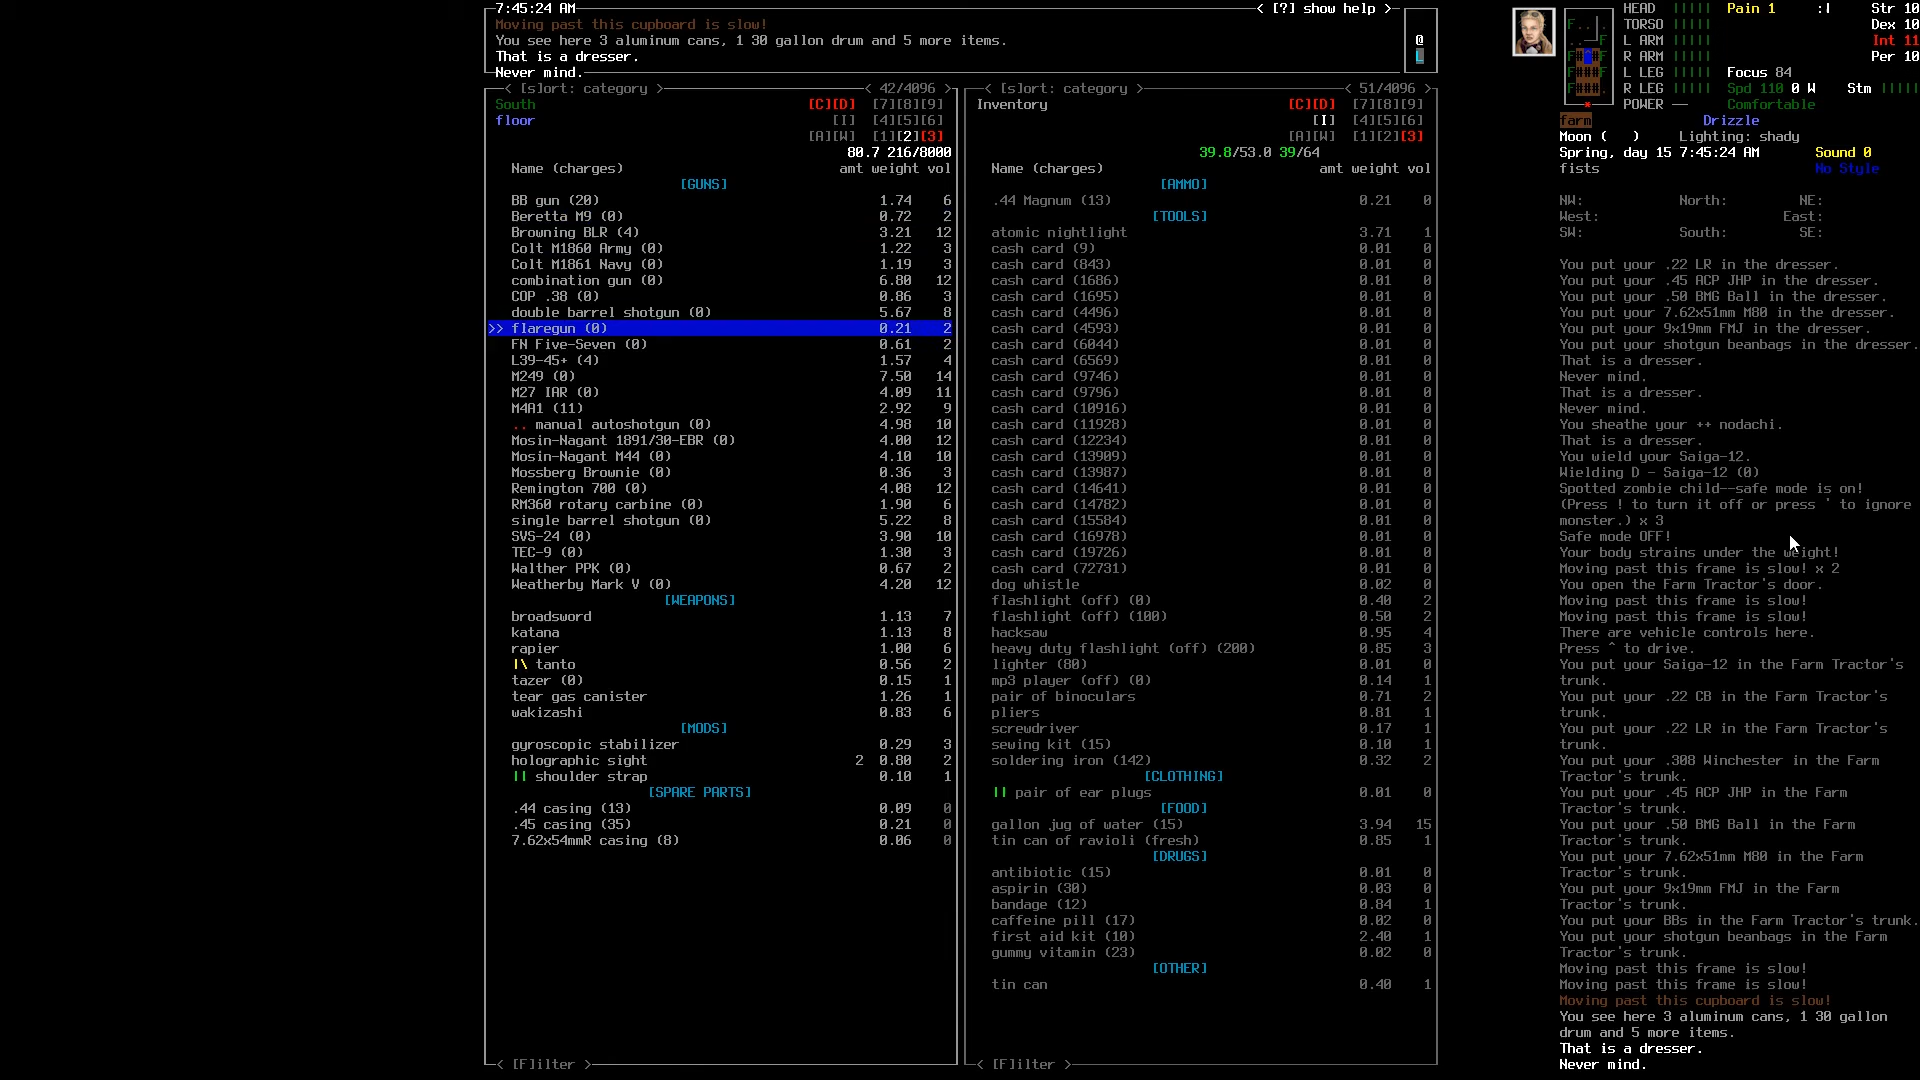 7:45:24 AM < [?] show help >
Moving past this cupboard is slow!
You see here 3 aluminum cans, 1 30 gallon drum and 5 more items.
That is a dresser.
Never mind.
@
L
< [s]ort: category > < 42/4096 >
South [C][D] [7][8][9]
floor [I] [4][5][6]
[A][W] [1][2][3]
80.7 216/8000
Name (charges) amt weight vol
[GUNS]
BB gun (20) 1.74 6
Beretta M9 (0) 0.72 2
Browning BLR (4) 3.21 12
Colt M1860 Army (0) 1.22 3
Colt M1861 Navy (0) 1.19 3
combination gun (0) 6.80 12
COP .38 (0) 0.86 3
double barrel shotgun (0) 5.67 8
>> flaregun (0) 0.21 2
FN Five-Seven (0) 0.61 2
L39-45+ (4) 1.57 4
M249 (0) 7.50 14
M27 IAR (0) 4.09 11
M4A1 (11) 2.92 9
.. manual autoshotgun (0) 4.98 10
Mosin-Nagant 1891/30-EBR (0) 4.00 12
Mosin-Nagant M44 (0) 4.10 10
Mossberg Brownie (0) 0.36 3
Remington 700 (0) 4.08 12
RM360 rotary carbine (0) 1.90 6
single barrel shotgun (0) 5.22 8
SVS-24 (0) 3.90 10
TEC-9 (0) 1.30 3
Walther PPK (0) 0.67 2
Weatherby Mark V (0) 4.20 12
[WEAPONS]
broadsword 1.13 7
katana 1.13 8
rapier 1.00 6
|\ tanto 0.56 2
tazer (0) 0.15 1
tear gas canister 1.26 1
wakizashi 0.83 6
[MODS]
gyroscopic stabilizer 0.29 3
holographic sight 2 0.80 2
|| shoulder strap 0.10 1
[SPARE PARTS]
.44 casing (13) 0.09 0
.45 casing (35) 0.21 0
7.62x54mmR casing (8) 0.06 0
< [F]ilter >
< [s]ort: category > < 51/4096 >
Inventory [C][D] [7][8][9]
[I] [4][5][6]
[A][W] [1][2][3]
39.8/53.0 39/64
Name (charges) amt weight vol
[AMMO]
.44 Magnum (13) 0.21 0
[TOOLS]
atomic nightlight 3.71 1
cash card (9) 0.01 0
cash card (843) 0.01 0
cash card (1686) 0.01 0
cash card (1695) 0.01 0
cash card (4496) 0.01 0
cash card (4593) 0.01 0
cash card (6044) 0.01 0
cash card (6569) 0.01 0
cash card (9746) 0.01 0
cash card (9796) 0.01 0
cash card (10916) 0.01 0
cash card (11928) 0.01 0
cash card (12234) 0.01 0
cash card (13909) 0.01 0
cash card (13987) 0.01 0
cash card (14641) 0.01 0
cash card (14782) 0.01 0
cash card (15584) 0.01 0
cash card (16978) 0.01 0
cash card (19726) 0.01 0
cash card (72731) 0.01 0
dog whistle 0.02 0
flashlight (off) (0) 0.40 2
flashlight (off) (100) 0.50 2
hacksaw 0.95 4
heavy duty flashlight (off) (200) 0.85 3
lighter (80) 0.01 0
mp3 player (off) (0) 0.14 1
pair of binoculars 0.71 2
pliers 0.81 1
screwdriver 0.17 1
sewing kit (15) 0.10 1
soldering iron (142) 0.32 2
[CLOTHING]
|| pair of ear plugs 0.01 0
[FOOD]
gallon jug of water (15) 3.94 15
tin can of ravioli (fresh) 0.85 1
[DRUGS]
antibiotic (15) 0.01 0
aspirin (30) 0.03 0
bandage (12) 0.84 1
caffeine pill (17) 0.02 0
first aid kit (10) 2.40 1
gummy vitamin (23) 0.02 0
[OTHER]
tin can 0.40 1
< [F]ilter >
HEAD ||||| Pain 1 :| Str 10
TORSO ||||| Dex 10
L ARM ||||| Int 11
R ARM ||||| Per 10
L LEG ||||| Focus 84
R LEG ||||| Spd 110 0 W Stm |||||
POWER -- Comfortable
farm Drizzle
Moon ( ) Lighting: shady
Spring, day 15 7:45:24 AM Sound 0
fists No Style
NW: North: NE:
West: East:
SW: South: SE:
You put your .22 LR in the dresser.
You put your .45 ACP JHP in the dresser.
You put your .50 BMG Ball in the dresser.
You put your 7.62x51mm M80 in the dresser.
You put your 9x19mm FMJ in the dresser.
You put your shotgun beanbags in the dresser.
That is a dresser.
Never mind.
That is a dresser.
Never mind.
You sheathe your ++ nodachi.
That is a dresser.
You wield your Saiga-12.
Wielding D - Saiga-12 (0)
Spotted zombie child--safe mode is on!
(Press ! to turn it off or press ' to ignore
monster.) x 3
Safe mode OFF!
Your body strains under the weight!
Moving past this frame is slow! x 2
You open the Farm Tractor's door.
Moving past this frame is slow!
Moving past this frame is slow!
There are vehicle controls here.
Press ^ to drive.
You put your Saiga-12 in the Farm Tractor's
trunk.
You put your .22 CB in the Farm Tractor's
trunk.
You put your .22 LR in the Farm Tractor's
trunk.
You put your .308 Winchester in the Farm
Tractor's trunk.
You put your .45 ACP JHP in the Farm
Tractor's trunk.
You put your .50 BMG Ball in the Farm
Tractor's trunk.
You put your 7.62x51mm M80 in the Farm
Tractor's trunk.
You put your 9x19mm FMJ in the Farm
Tractor's trunk.
You put your BBs in the Farm Tractor's trunk.
You put your shotgun beanbags in the Farm
Tractor's trunk.
Moving past this frame is slow!
Moving past this frame is slow!
Moving past this cupboard is slow!
You see here 3 aluminum cans, 1 30 gallon
drum and 5 more items.
That is a dresser.
Never mind.